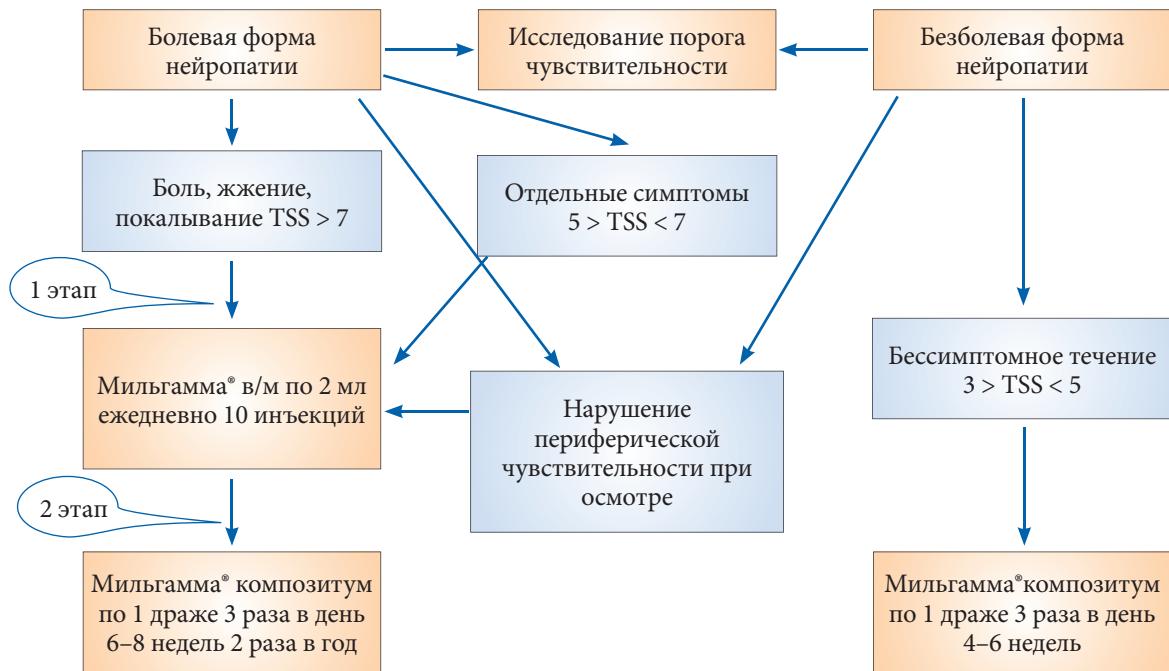 Болевая форма
нейропатии
Исследование порога
чувствительности
Безболевая форма
нейропатии
Боль, жжение,
покалывание TSS > 7
Отдельные симптомы
5 > TSS < 7
1 этап
Мильгамма® в/м по 2 мл
ежедневно 10 инъекций
Нарушение
периферической
чувствительности при
осмотре
Бессимптомное течение
3 > TSS < 5
2 этап
Мильгамма® композитум
по 1 драже 3 раза в день
6–8 недель 2 раза в год
Мильгамма®композитум
по 1 драже 3 раза в день
4–6 недель